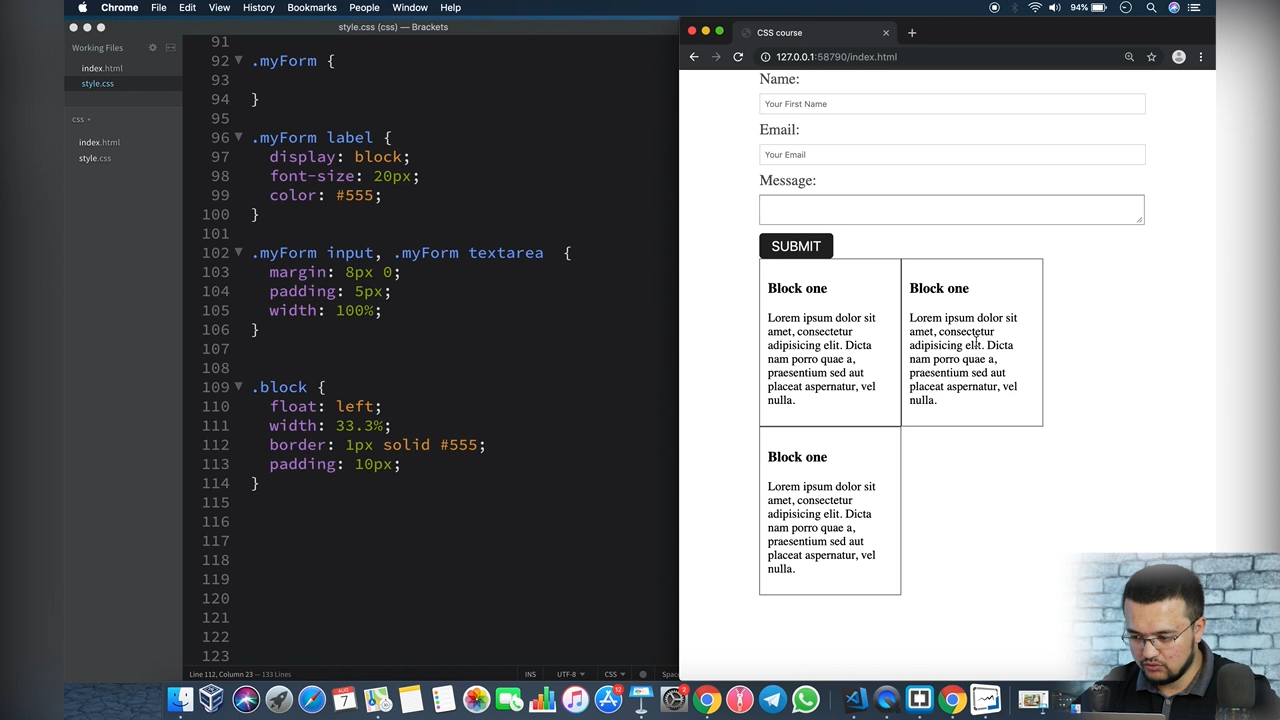 Chrome File Edit View History Bookmarks People Window Help 94%
style.css (css) — Brackets
Working Files
index.html
style.css
css
index.html
style.css
91
92 .myForm {
93
94 }
95
96 .myForm label {
97 display: block;
98 font-size: 20px;
99 color: #555;
100 }
101
102 .myForm input, .myForm textarea {
103 margin: 8px 0;
104 padding: 5px;
105 width: 100%;
106 }
107
108
109 .block {
110 float: left;
111 width: 33.3%;
112 border: 1px solid #555;
113 padding: 10px;
114 }
115
116
117
118
119
120
121
122
123
Line 112, Column 23 — 133 Lines
INS UTF-8 CSS Spac
CSS course
127.0.0.1:58790/index.html
Name:
Your First Name
Email:
Your Email
Message:
SUBMIT
Block one
Lorem ipsum dolor sit
amet, consectetur
adipisicing elit. Dicta
nam porro quae a,
praesentium sed aut
placeat aspernatur, vel
nulla.
Block one
Lorem ipsum dolor sit
amet, consectetur
adipisicing elit. Dicta
nam porro quae a,
praesentium sed aut
placeat aspernatur, vel
nulla.
Block one
Lorem ipsum dolor sit
amet, consectetur
adipisicing elit. Dicta
nam porro quae a,
praesentium sed aut
placeat aspernatur, vel
nulla.
7
12